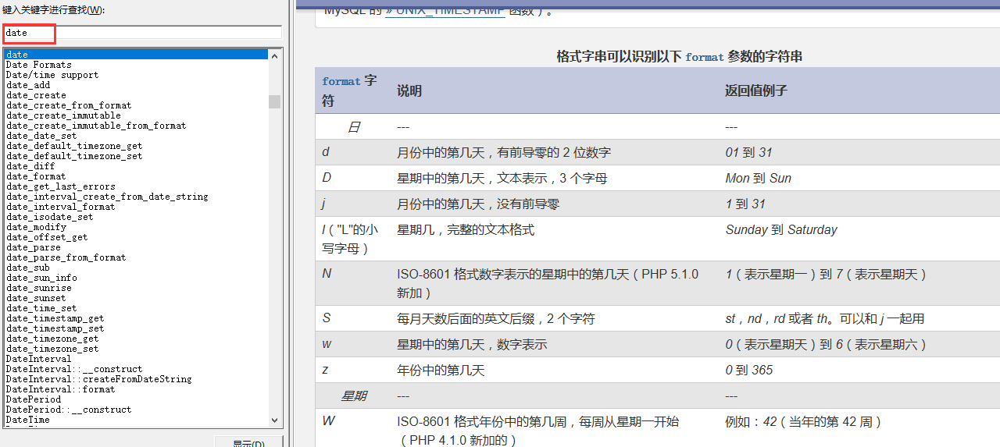 键入关键字进行查找(W):
date
date
Date Formats
Date/time support
date_add
date_create
date_create_from_format
date_create_immutable
date_create_immutable_from_format
date_date_set
date_default_timezone_get
date_default_timezone_set
date_diff
date_format
date_get_last_errors
date_interval_create_from_date_string
date_interval_format
date_isodate_set
date_modify
date_offset_get
date_parse
date_parse_from_format
date_sub
date_sun_info
date_sunrise
date_sunset
date_time_set
date_timestamp_get
date_timestamp_set
date_timezone_get
date_timezone_set
DateInterval
DateInterval::__construct
DateInterval::createFromDateString
DateInterval::format
DatePeriod
DatePeriod::__construct
DateTime
显示(D)
MySQL 的 » UNIX_TIMESTAMP 函数）。
格式字串可以识别以下 format 参数的字符串
format 字符 说明 返回值例子
日 --- ---
d 月份中的第几天，有前导零的 2 位数字 01 到 31
D 星期中的第几天，文本表示，3 个字母 Mon 到 Sun
j 月份中的第几天，没有前导零 1 到 31
l（"L"的小写字母） 星期几，完整的文本格式 Sunday 到 Saturday
N ISO-8601 格式数字表示的星期中的第几天（PHP 5.1.0 新加） 1（表示星期一）到 7（表示星期天）
S 每月天数后面的英文后缀，2 个字符 st，nd，rd 或者 th。可以和 j 一起用
w 星期中的第几天，数字表示 0（表示星期天）到 6（表示星期六）
z 年份中的第几天 0 到 365
星期 --- ---
W ISO-8601 格式年份中的第几周，每周从星期一开始（PHP 4.1.0 新加的） 例如：42（当年的第 42 周）